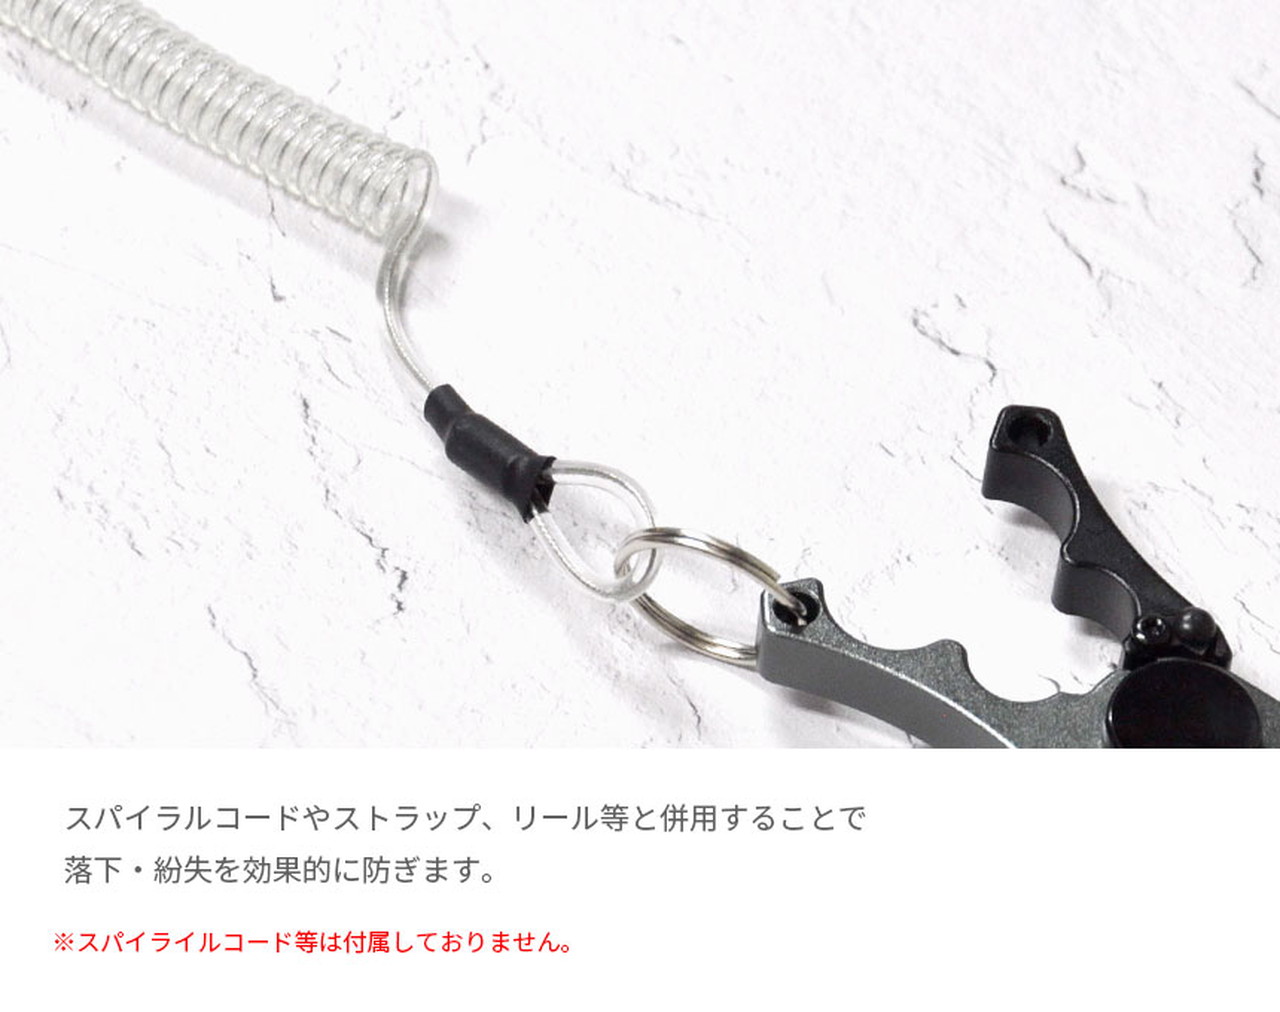 スパイラルコードやストラップ、リール等と併用することで
落下・紛失を効果的に防ぎます。
※スパイライルコード等は付属しておりません。